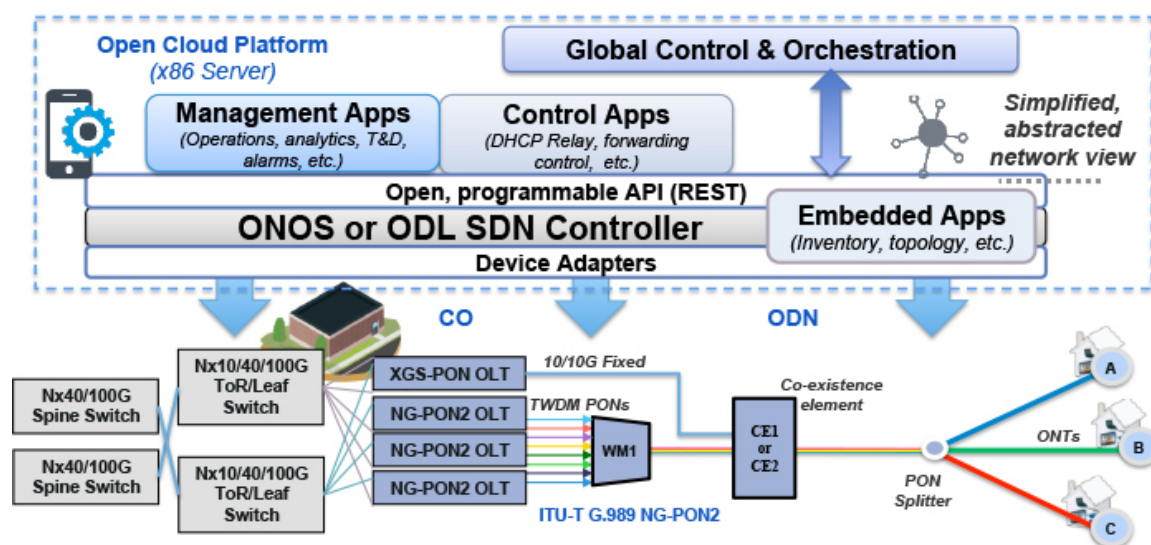 Open Cloud Platform
(x86 Server)
Global Control & Orchestration
Management Apps
(Operations, analytics, T&D,
alarms, etc.)
Control Apps
(DHCP Relay, forwarding
control, etc.)
Simplified,
abstracted
network view
Open, programmable API (REST)
ONOS or ODL SDN Controller
Embedded Apps
(Inventory, topology, etc.)
Device Adapters
CO
ODN
Nx40/100G
Spine Switch
Nx40/100G
Spine Switch
Nx10/40/100G
ToR/Leaf
Switch
Nx10/40/100G
ToR/Leaf
Switch
XGS-PON OLT
NG-PON2 OLT
NG-PON2 OLT
NG-PON2 OLT
10/10G Fixed
TWDM PONs
WM1
ITU-T G.989 NG-PON2
Co-existence
element
CE1
or
CE2
PON
Splitter
ONTs
A
B
C